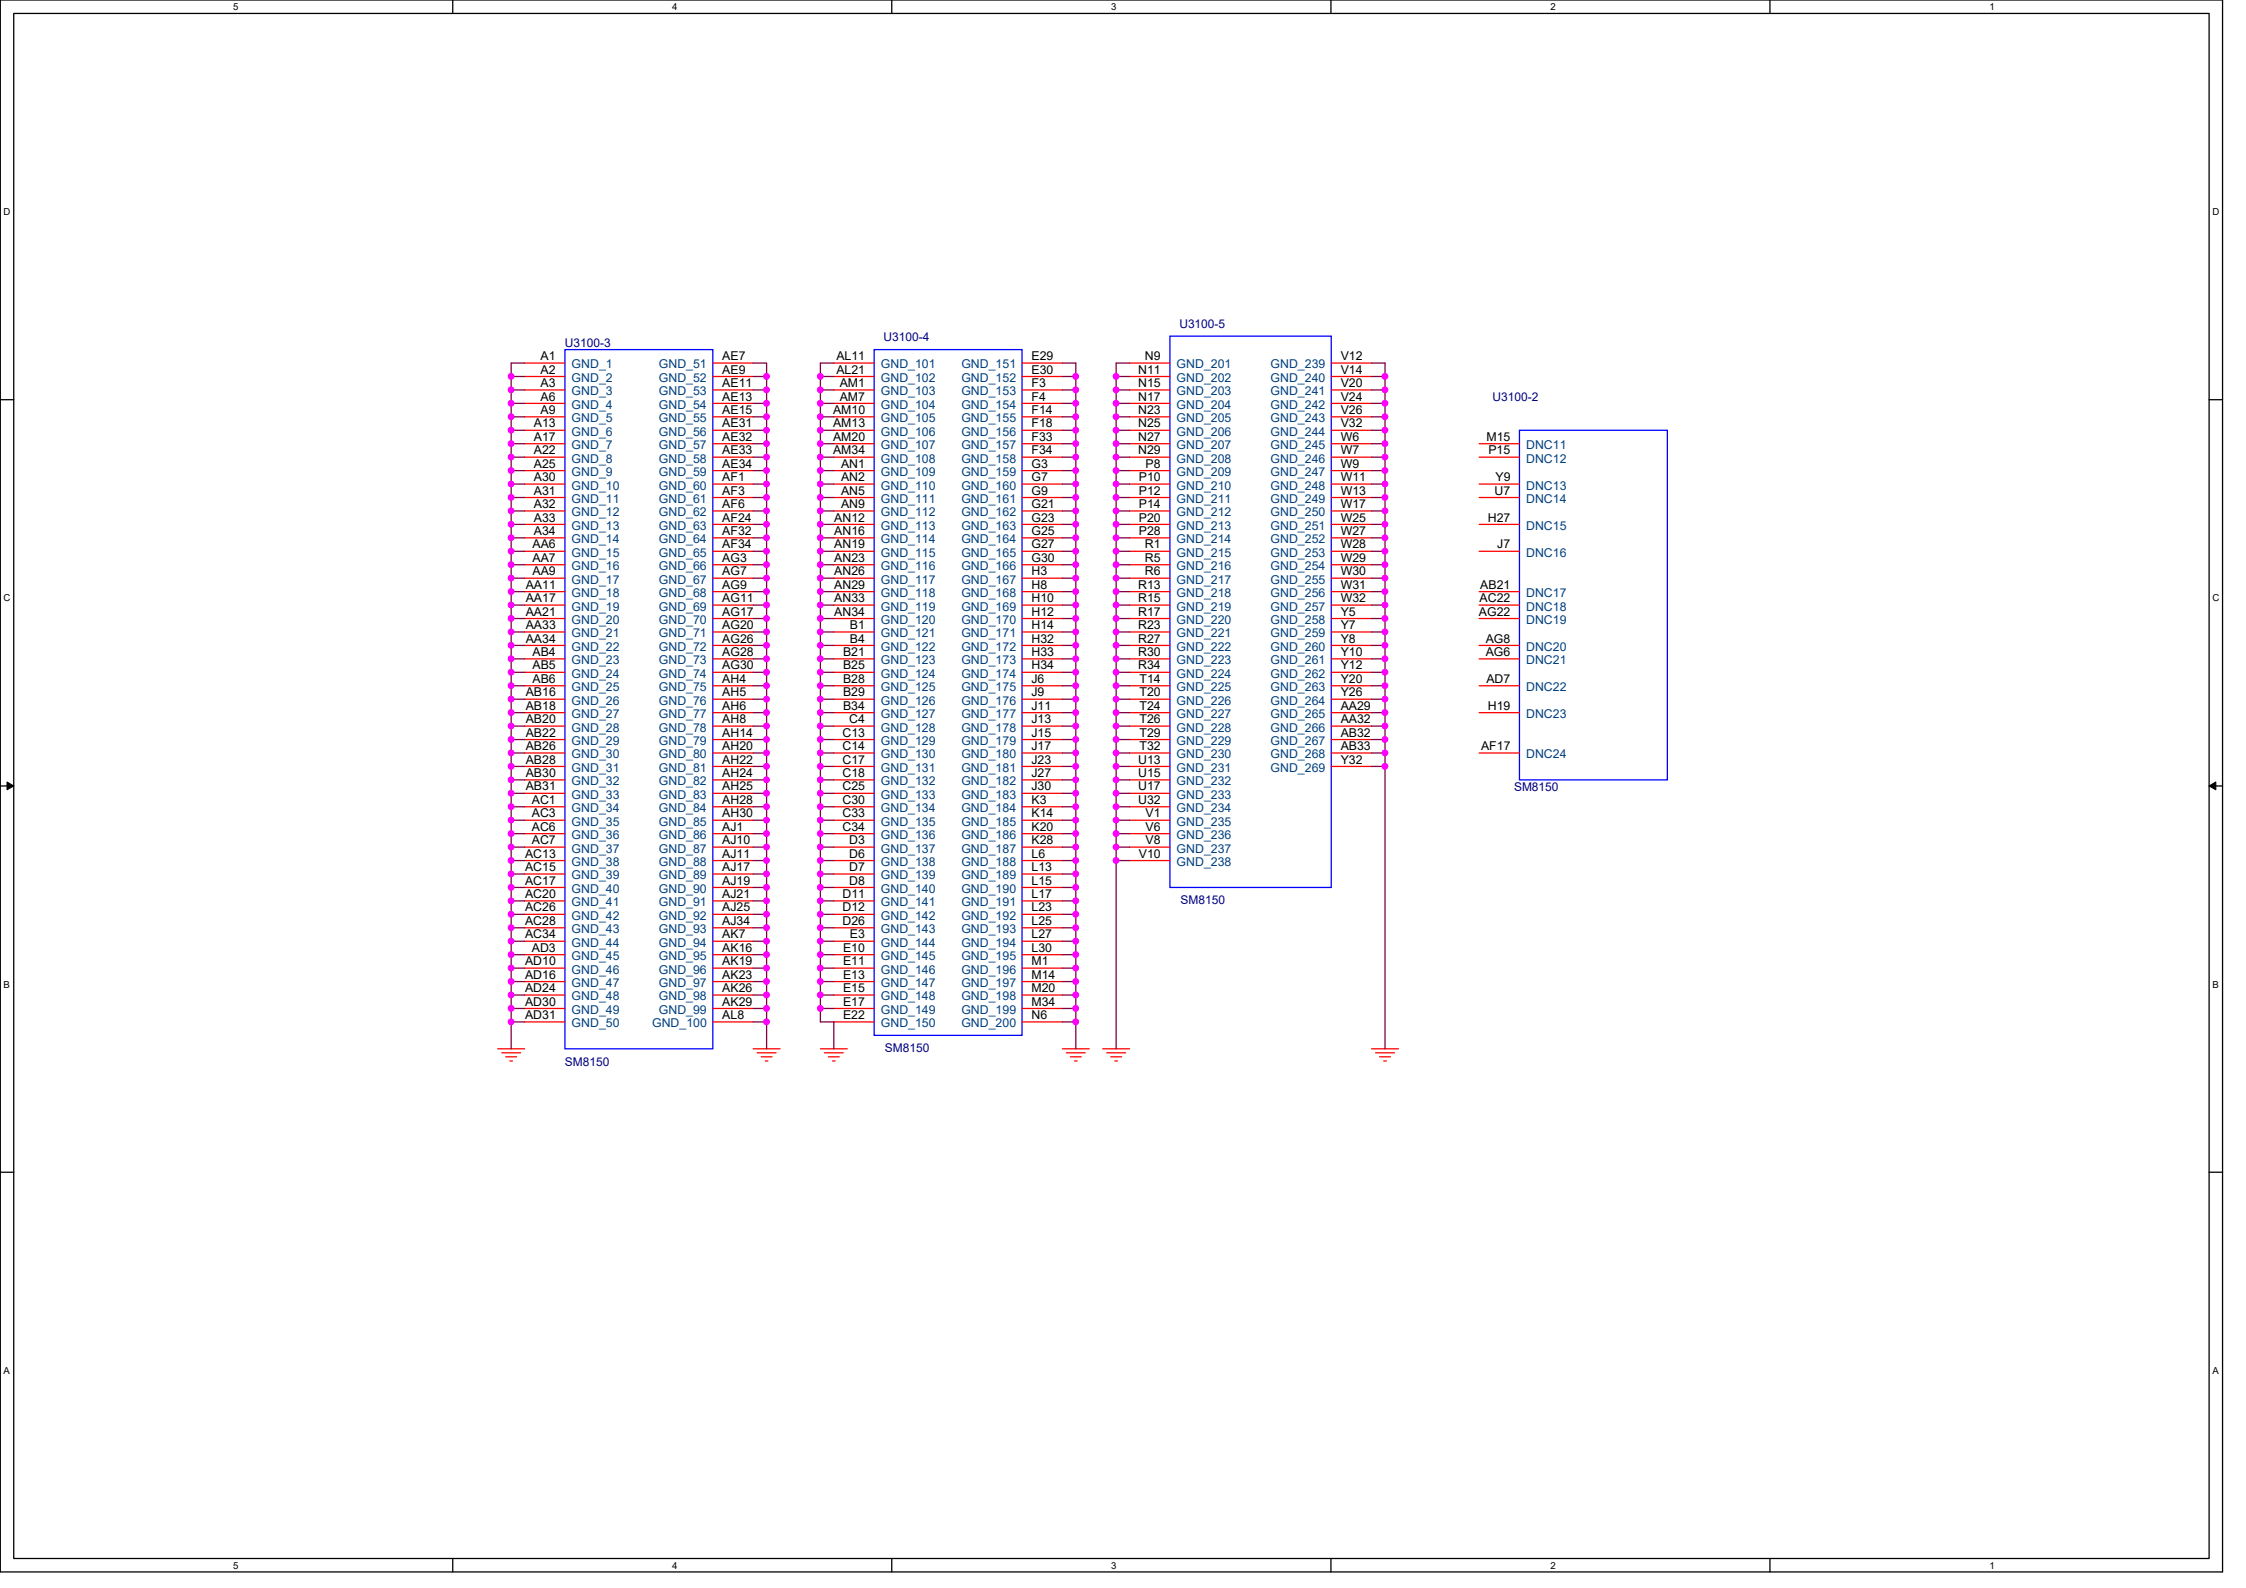 5 4 3 2 1
D D
C C
B B
A A
U3100-3
A1 GND_1 GND_51 AE7
A2 GND_2 GND_52 AE9
A3 GND_3 GND_53 AE11
A6 GND_4 GND_54 AE13
A9 GND_5 GND_55 AE15
A13 GND_6 GND_56 AE31
A17 GND_7 GND_57 AE32
A22 GND_8 GND_58 AE33
A25 GND_9 GND_59 AE34
A30 GND_10 GND_60 AF1
A31 GND_11 GND_61 AF3
A32 GND_12 GND_62 AF6
A33 GND_13 GND_63 AF24
A34 GND_14 GND_64 AF32
AA6 GND_15 GND_65 AF34
AA7 GND_16 GND_66 AG3
AA9 GND_17 GND_67 AG7
AA11 GND_18 GND_68 AG9
AA17 GND_19 GND_69 AG11
AA21 GND_20 GND_70 AG17
AA33 GND_21 GND_71 AG20
AA34 GND_22 GND_72 AG26
AB4 GND_23 GND_73 AG28
AB5 GND_24 GND_74 AG30
AB6 GND_25 GND_75 AH4
AB16 GND_26 GND_76 AH5
AB18 GND_27 GND_77 AH6
AB20 GND_28 GND_78 AH8
AB22 GND_29 GND_79 AH14
AB26 GND_30 GND_80 AH20
AB28 GND_31 GND_81 AH22
AB30 GND_32 GND_82 AH24
AB31 GND_33 GND_83 AH25
AC1 GND_34 GND_84 AH28
AC3 GND_35 GND_85 AH30
AC6 GND_36 GND_86 AJ1
AC7 GND_37 GND_87 AJ10
AC13 GND_38 GND_88 AJ11
AC15 GND_39 GND_89 AJ17
AC17 GND_40 GND_90 AJ19
AC20 GND_41 GND_91 AJ21
AC26 GND_42 GND_92 AJ25
AC28 GND_43 GND_93 AJ34
AC34 GND_44 GND_94 AK7
AD3 GND_45 GND_95 AK16
AD10 GND_46 GND_96 AK19
AD16 GND_47 GND_97 AK23
AD24 GND_48 GND_98 AK26
AD30 GND_49 GND_99 AK29
AD31 GND_50 GND_100 AL8
SM8150
U3100-4
AL11 GND_101 GND_151 E29
AL21 GND_102 GND_152 E30
AM1 GND_103 GND_153 F3
AM7 GND_104 GND_154 F4
AM10 GND_105 GND_155 F14
AM13 GND_106 GND_156 F18
AM20 GND_107 GND_157 F33
AM34 GND_108 GND_158 F34
AN1 GND_109 GND_159 G3
AN2 GND_110 GND_160 G7
AN5 GND_111 GND_161 G9
AN9 GND_112 GND_162 G21
AN12 GND_113 GND_163 G23
AN16 GND_114 GND_164 G25
AN19 GND_115 GND_165 G27
AN23 GND_116 GND_166 G30
AN26 GND_117 GND_167 H3
AN29 GND_118 GND_168 H8
AN33 GND_119 GND_169 H10
AN34 GND_120 GND_170 H12
B1 GND_121 GND_171 H14
B4 GND_122 GND_172 H32
B21 GND_123 GND_173 H33
B25 GND_124 GND_174 H34
B28 GND_125 GND_175 J6
B29 GND_126 GND_176 J9
B34 GND_127 GND_177 J11
C4 GND_128 GND_178 J13
C13 GND_129 GND_179 J15
C14 GND_130 GND_180 J17
C17 GND_131 GND_181 J23
C18 GND_132 GND_182 J27
C25 GND_133 GND_183 J30
C30 GND_134 GND_184 K3
C33 GND_135 GND_185 K14
C34 GND_136 GND_186 K20
D3 GND_137 GND_187 K28
D6 GND_138 GND_188 L6
D7 GND_139 GND_189 L13
D8 GND_140 GND_190 L15
D11 GND_141 GND_191 L17
D12 GND_142 GND_192 L23
D26 GND_143 GND_193 L25
E3 GND_144 GND_194 L27
E10 GND_145 GND_195 L30
E11 GND_146 GND_196 M1
E13 GND_147 GND_197 M14
E15 GND_148 GND_198 M20
E17 GND_149 GND_199 M34
E22 GND_150 GND_200 N6
SM8150
U3100-5
N9 GND_201 GND_239 V12
N11 GND_202 GND_240 V14
N15 GND_203 GND_241 V20
N17 GND_204 GND_242 V24
N23 GND_205 GND_243 V26
N25 GND_206 GND_244 V32
N27 GND_207 GND_245 W6
N29 GND_208 GND_246 W7
P8 GND_209 GND_247 W9
P10 GND_210 GND_248 W11
P12 GND_211 GND_249 W13
P14 GND_212 GND_250 W17
P20 GND_213 GND_251 W25
P28 GND_214 GND_252 W27
R1 GND_215 GND_253 W28
R5 GND_216 GND_254 W29
R6 GND_217 GND_255 W30
R13 GND_218 GND_256 W31
R15 GND_219 GND_257 W32
R17 GND_220 GND_258 Y5
R23 GND_221 GND_259 Y7
R27 GND_222 GND_260 Y8
R30 GND_223 GND_261 Y10
R34 GND_224 GND_262 Y12
T14 GND_225 GND_263 Y20
T20 GND_226 GND_264 Y26
T24 GND_227 GND_265 AA29
T26 GND_228 GND_266 AA32
T29 GND_229 GND_267 AB32
T32 GND_230 GND_268 AB33
U13 GND_231 GND_269 Y32
U15 GND_232
U17 GND_233
U32 GND_234
V1 GND_235
V6 GND_236
V8 GND_237
V10 GND_238
SM8150
U3100-2
M15 DNC11
P15 DNC12
Y9 DNC13
U7 DNC14
H27 DNC15
J7 DNC16
AB21 DNC17
AC22 DNC18
AG22 DNC19
AG8 DNC20
AG6 DNC21
AD7 DNC22
H19 DNC23
AF17 DNC24
SM8150
5 4 3 2 1